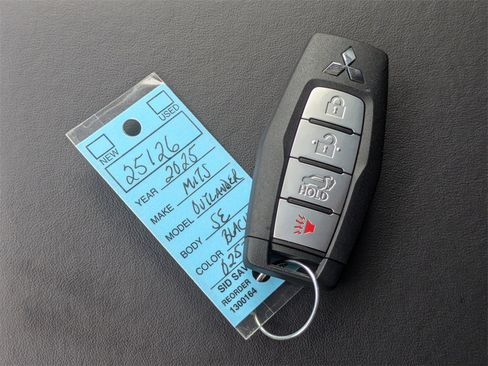 NEW
USED
25126
YEAR 2025
MAKE MITS
MODEL OUTLANDER
BODY SE
COLOR BLACK
SID SAV
REORDER
1300164
HOLD